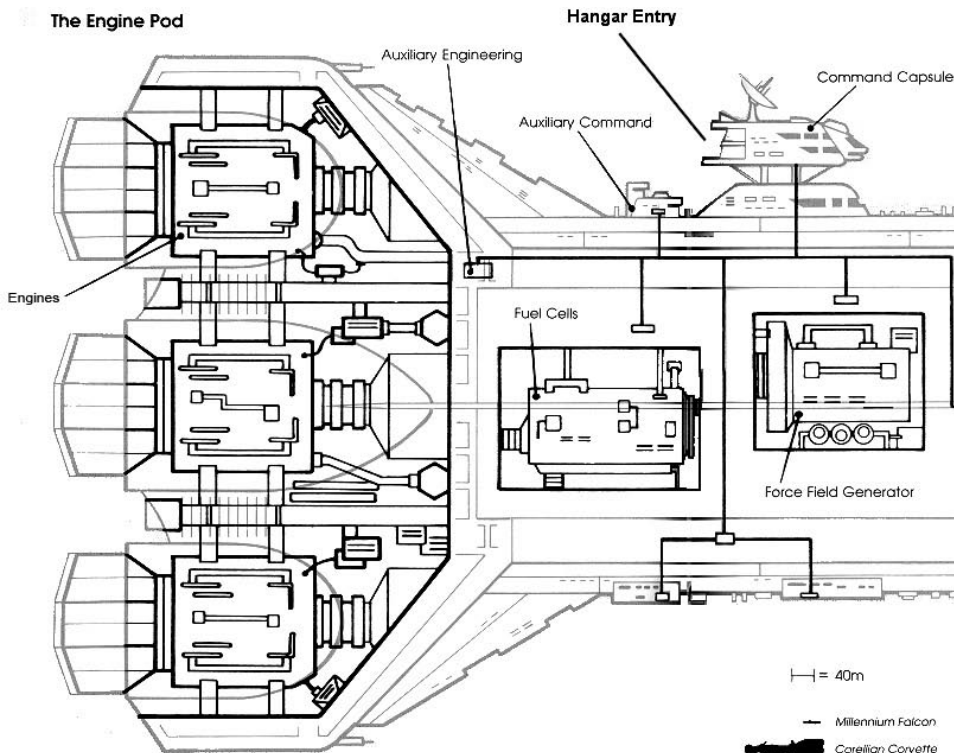 The Engine Pod
Hangar Entry
Auxiliary Engineering
Command Capsule
Auxiliary Command
Engines
Fuel Cells
Force Field Generator
= 40m
Millennium Falcon
Corellian Corvette